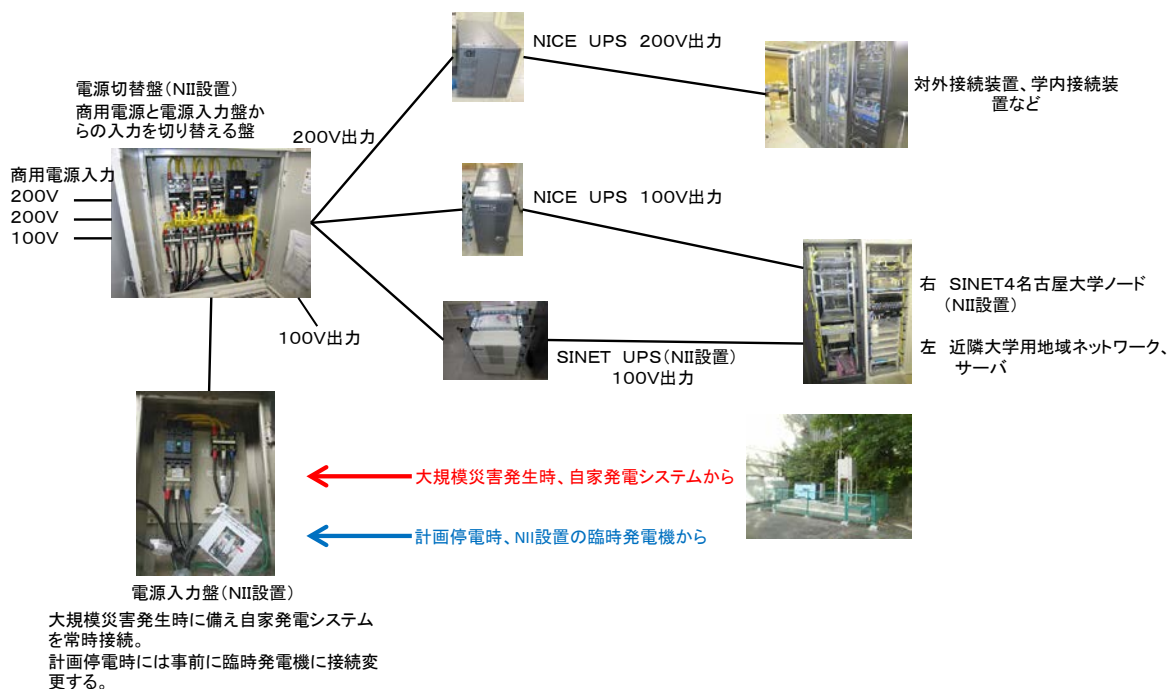 電源切替盤(NII設置)
商用電源と電源入力盤か
らの入力を切り替える盤
商用電源入力
200V
200V
100V
200V出力
100V出力
NICE UPS 200V出力
対外接続装置、学内接続装
置など
NICE UPS 100V出力
SINET UPS(NII設置)
100V出力
右 SINET4名古屋大学ノード
(NII設置)
左 近隣大学用地域ネットワーク、
サーバ
大規模災害発生時、自家発電システムから
計画停電時、NII設置の臨時発電機から
電源入力盤(NII設置)
大規模災害発生時に備え自家発電システム
を常時接続。
計画停電時には事前に臨時発電機に接続変
更する。